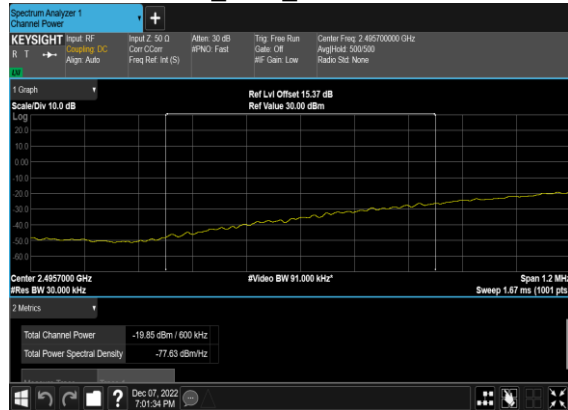 Spectrum Analyzer 1
Channel Power
+
KEYSIGHT
R T
Input: RF
Coupling: DC
Align: Auto
Input Z: 50 Ω
Corr CCorr
Freq Ref: Int (S)
Atten: 30 dB
#PNO: Fast
Trig: Free Run
Gate: Off
#IF Gain: Low
Center Freq: 2.495700000 GHz
Avg|Hold: 500/500
Radio Std: None
1 Graph
Scale/Div 10.0 dB
Ref Lvl Offset 15.37 dB
Ref Value 30.00 dBm
Log
20.0
10.0
0.00
-10.0
-20.0
-30.0
-40.0
-50.0
-60.0
Center 2.4957000 GHz
#Res BW 30.000 kHz
#Video BW 91.000 kHz*
Span 1.2 MHz
Sweep 1.67 ms (1001 pts
2 Metrics
Total Channel Power -19.85 dBm / 600 kHz
Total Power Spectral Density -77.63 dBm/Hz
?
Dec 07, 2022
7:01:34 PM